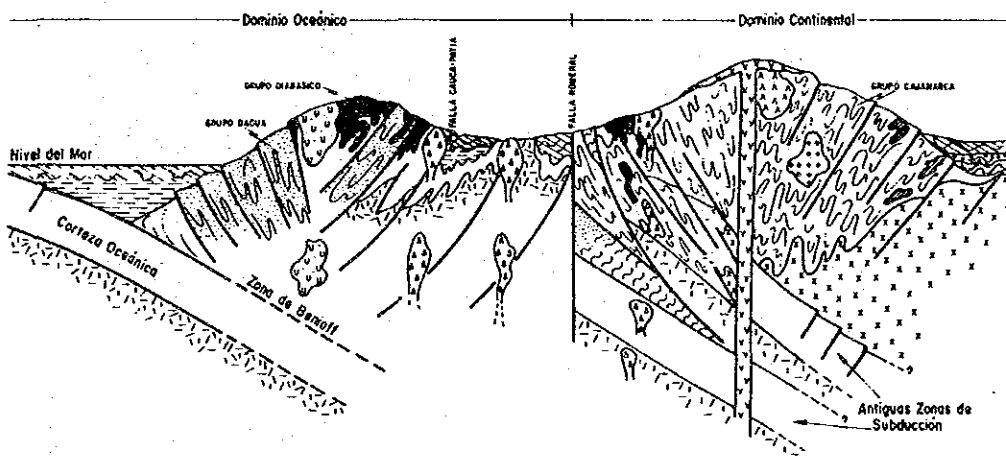 Dominio Oceánico
Dominio Continental
FALLA CAUCA-PATIA
FALLA ROMERAL
GRUPO DIABASICO
GRUPO DAGUA
GRUPO CAJAMARCA
Nivel del Mar
Corteza Oceánica
Zona de Benioff
Antiguas Zonas de
Subducción